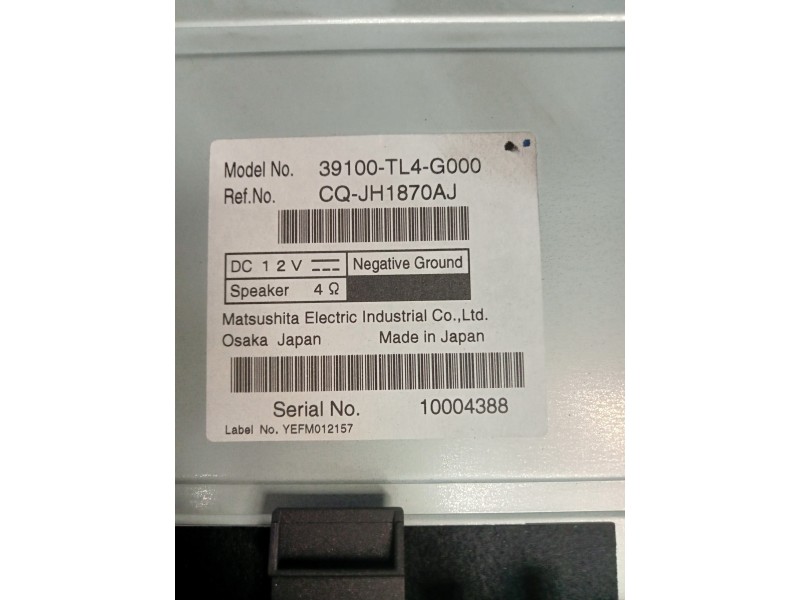 Model No. 39100-TL4-G000
Ref.No. CQ-JH1870AJ
DC 12V Negative Ground
Speaker 4Ω
Matsushita Electric Industrial Co.,Ltd.
Osaka Japan Made in Japan
Serial No. 10004388
Label No. YEFM012157